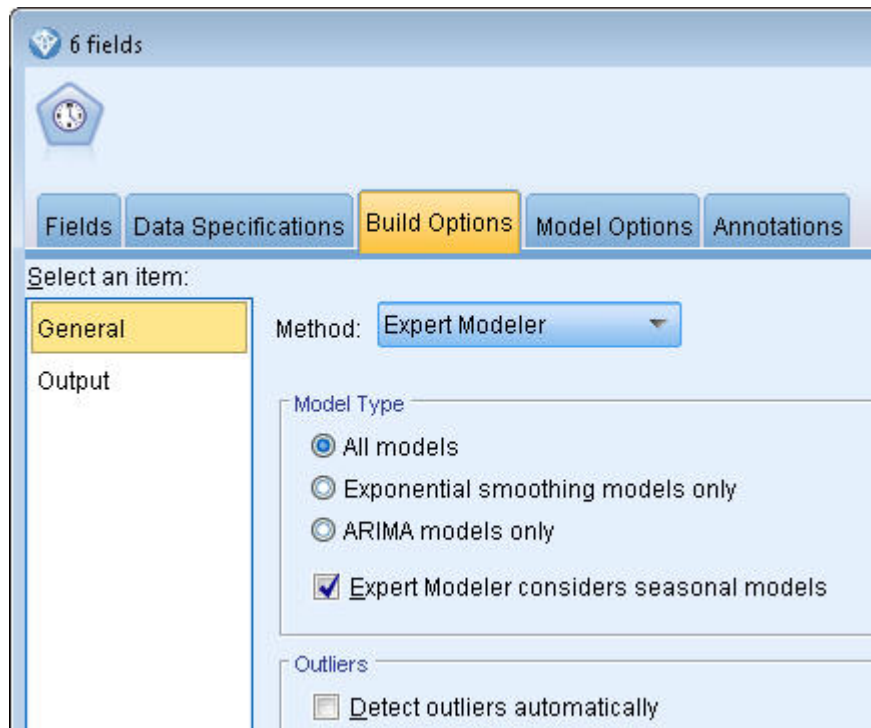 6 fields
Fields Data Specifications Build Options Model Options Annotations
Select an item:
General
Output
Method: Expert Modeler
Model Type
All models
Exponential smoothing models only
ARIMA models only
Expert Modeler considers seasonal models
Outliers
Detect outliers automatically